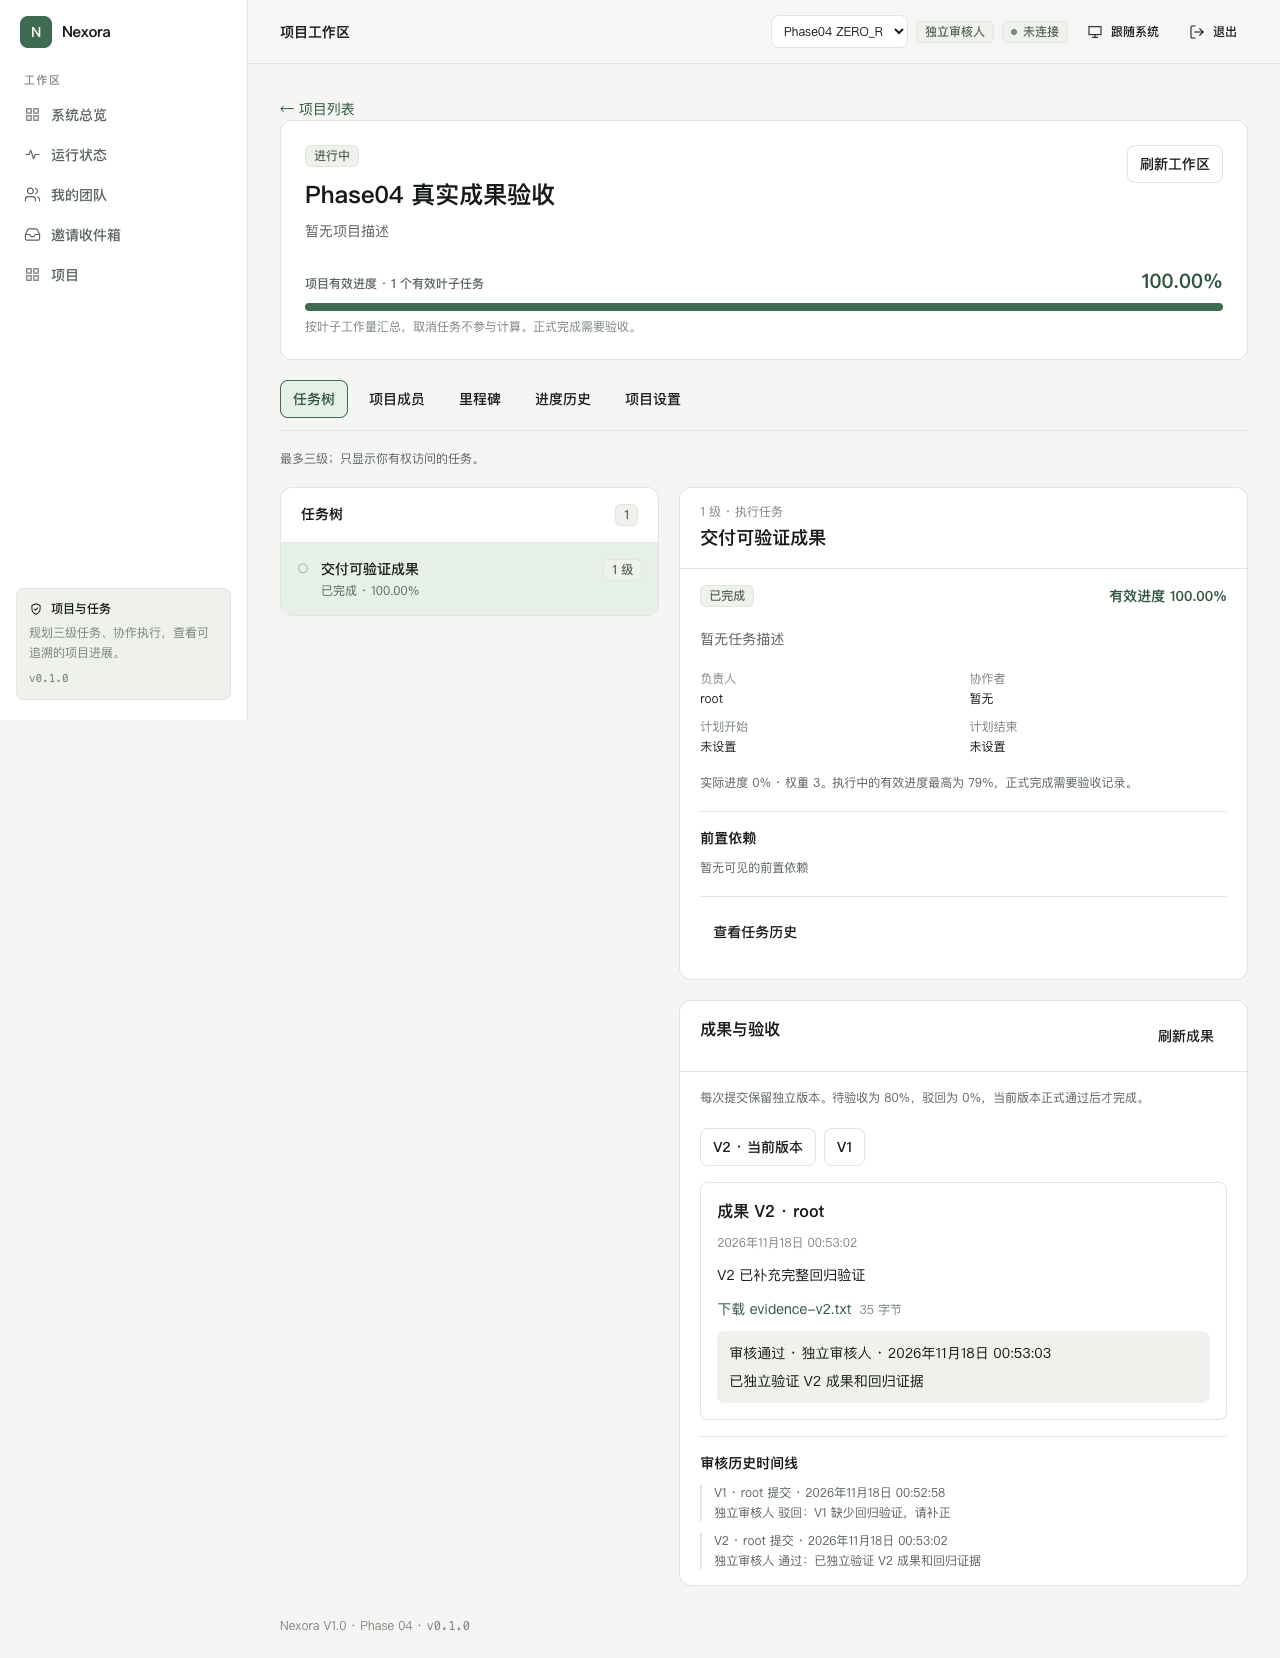 N
Nexora
工作区
系统总览
运行状态
我的团队
邀请收件箱
项目
项目与任务
规划三级任务、协作执行，查看可
追溯的项目进展。
v0.1.0
项目工作区
Phase04 ZERO_R
独立审核人
未连接
跟随系统
退出
← 项目列表
进行中
刷新工作区
Phase04 真实成果验收
暂无项目描述
项目有效进度 · 1 个有效叶子任务
100.00%
按叶子工作量汇总，取消任务不参与计算。正式完成需要验收。
任务树
项目成员
里程碑
进度历史
项目设置
最多三级；只显示你有权访问的任务。
任务树
1
交付可验证成果
1 级
已完成 · 100.00%
1 级 · 执行任务
交付可验证成果
已完成
有效进度 100.00%
暂无任务描述
负责人
root
协作者
暂无
计划开始
未设置
计划结束
未设置
实际进度 0% · 权重 3。执行中的有效进度最高为 79%，正式完成需要验收记录。
前置依赖
暂无可见的前置依赖
查看任务历史
成果与验收
刷新成果
每次提交保留独立版本。待验收为 80%，驳回为 0%，当前版本正式通过后才完成。
V2 · 当前版本
V1
成果 V2 · root
2026年11月18日 00:53:02
V2 已补充完整回归验证
下载 evidence-v2.txt 35 字节
审核通过 · 独立审核人 · 2026年11月18日 00:53:03
已独立验证 V2 成果和回归证据
审核历史时间线
V1 · root 提交 · 2026年11月18日 00:52:58
独立审核人 驳回：V1 缺少回归验证，请补正
V2 · root 提交 · 2026年11月18日 00:53:02
独立审核人 通过：已独立验证 V2 成果和回归证据
Nexora V1.0 · Phase 04 · v0.1.0